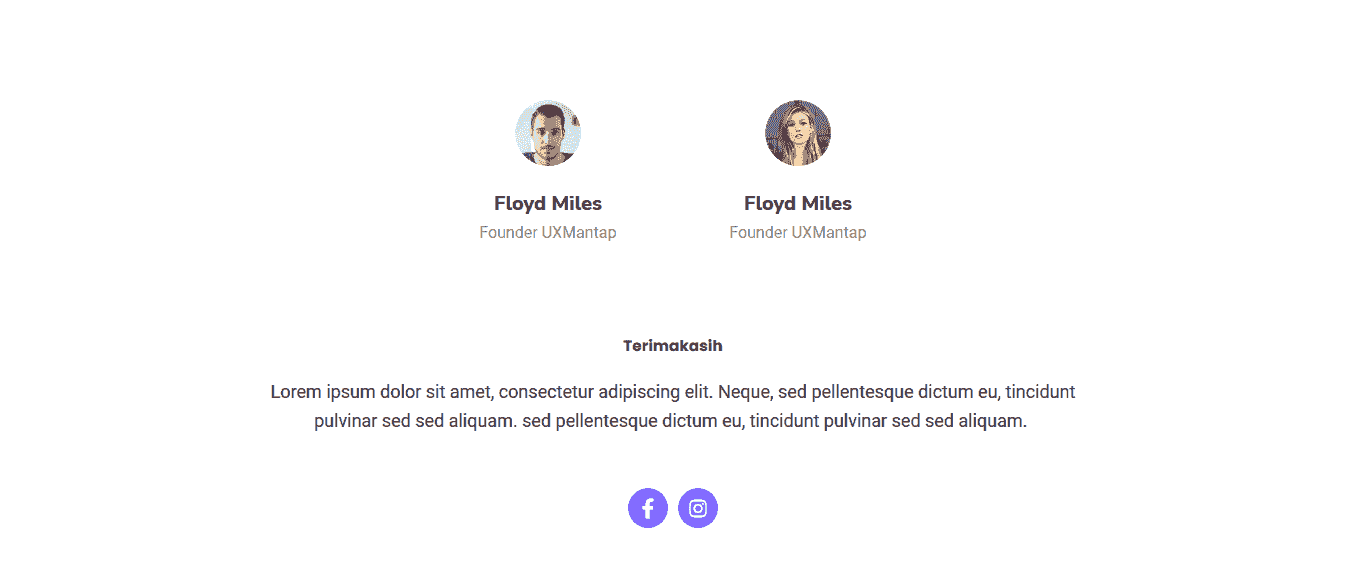 Floyd Miles
Founder UXMantap
Floyd Miles
Founder UXMantap
Terimakasih
Lorem ipsum dolor sit amet, consectetur adipiscing elit. Neque, sed pellentesque dictum eu, tincidunt
pulvinar sed sed aliquam. sed pellentesque dictum eu, tincidunt pulvinar sed sed aliquam.